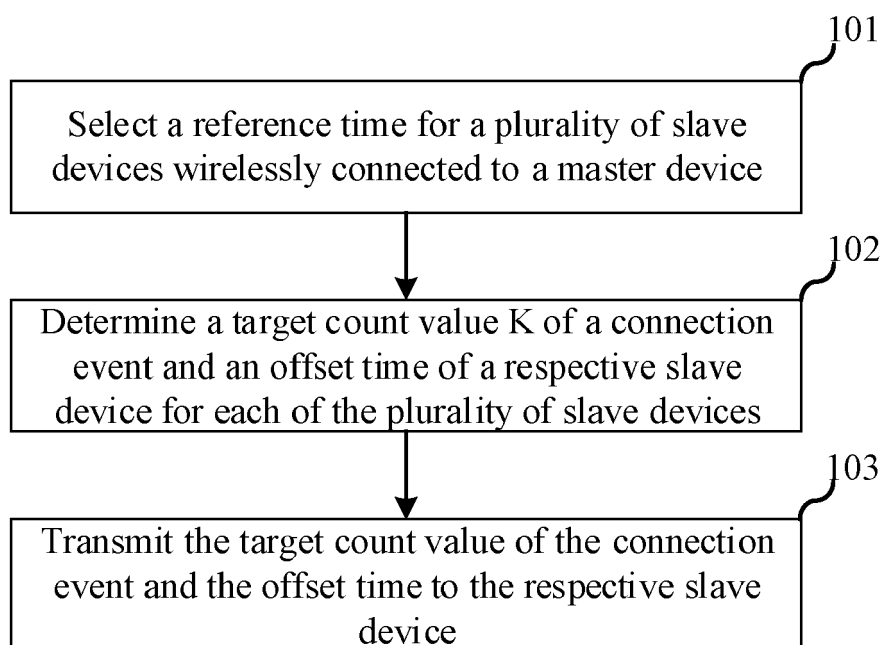 101
Select a reference time for a plurality of slave
devices wirelessly connected to a master device
102
Determine a target count value K of a connection
event and an offset time of a respective slave
device for each of the plurality of slave devices
103
Transmit the target count value of the connection
event and the offset time to the respective slave
device